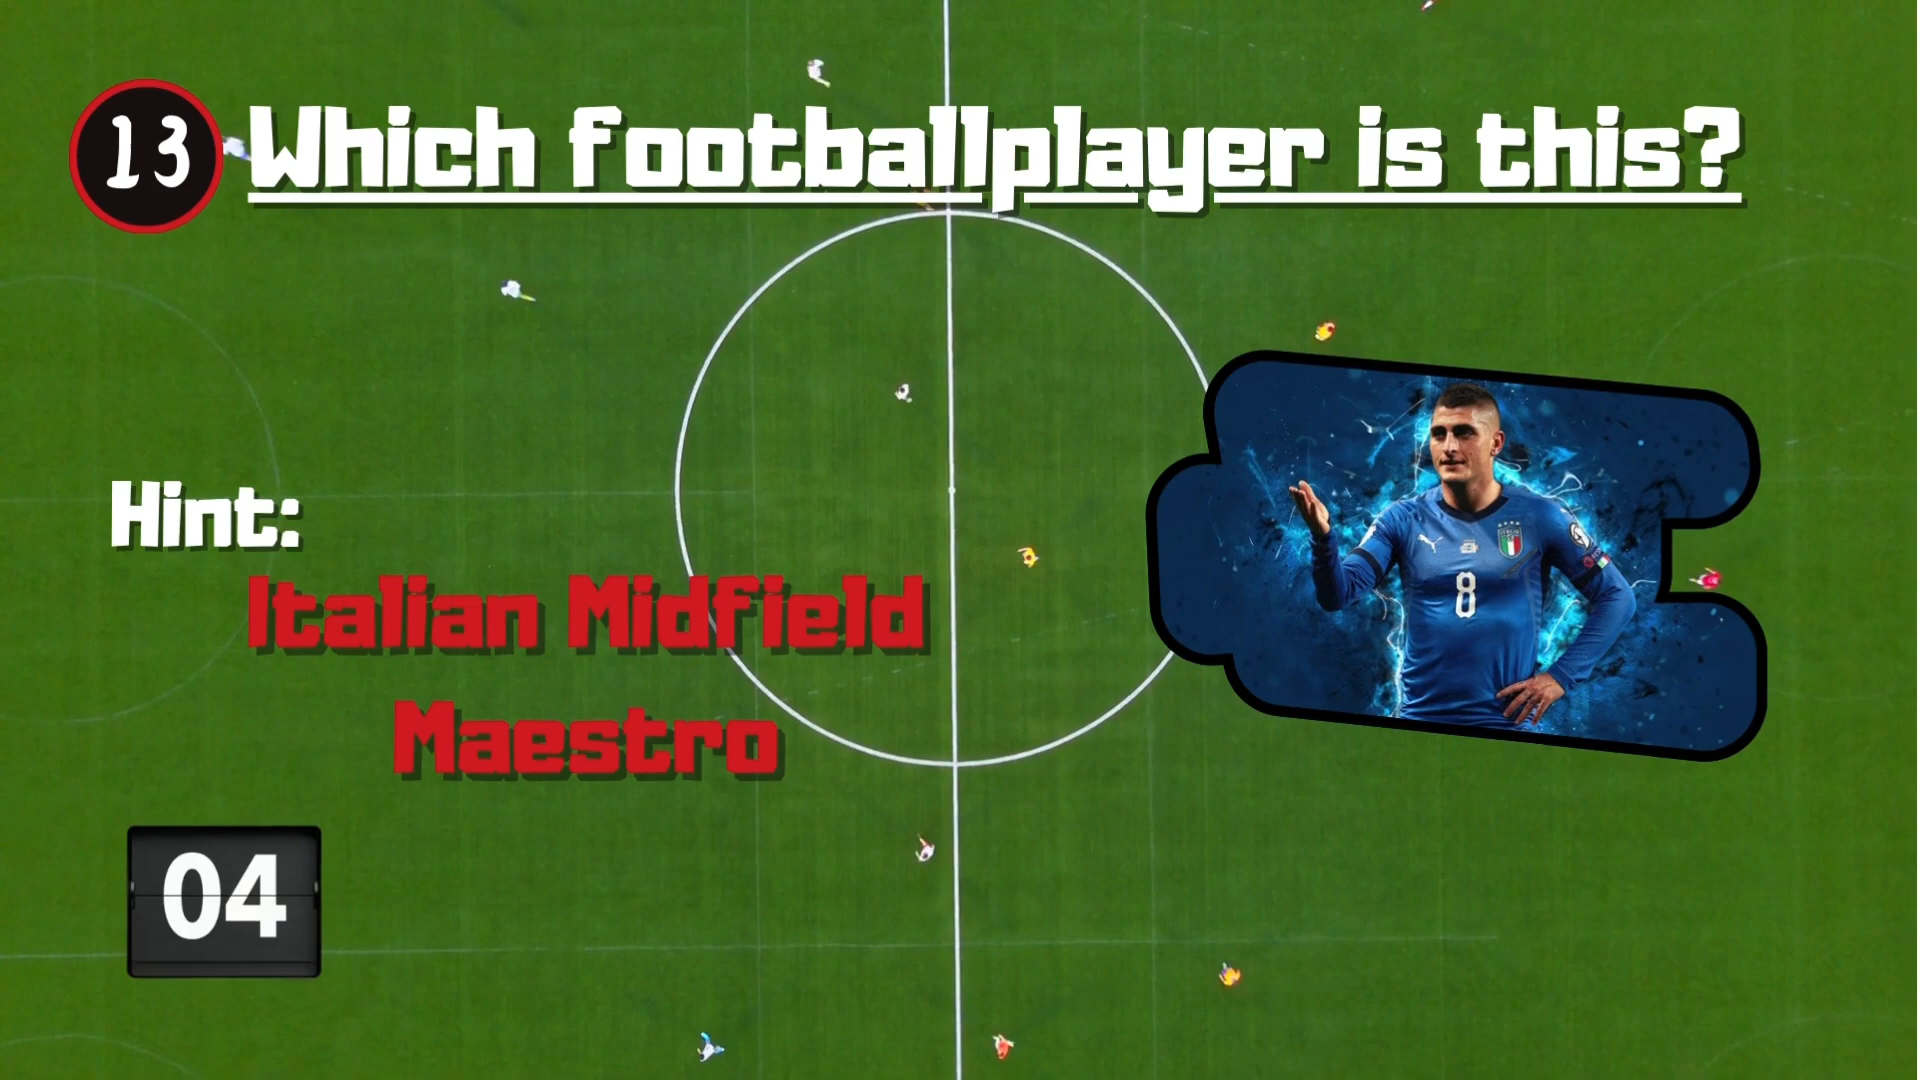 13 Which footballplayer is this?
Hint:
Italian Midfield
Maestro
8
04